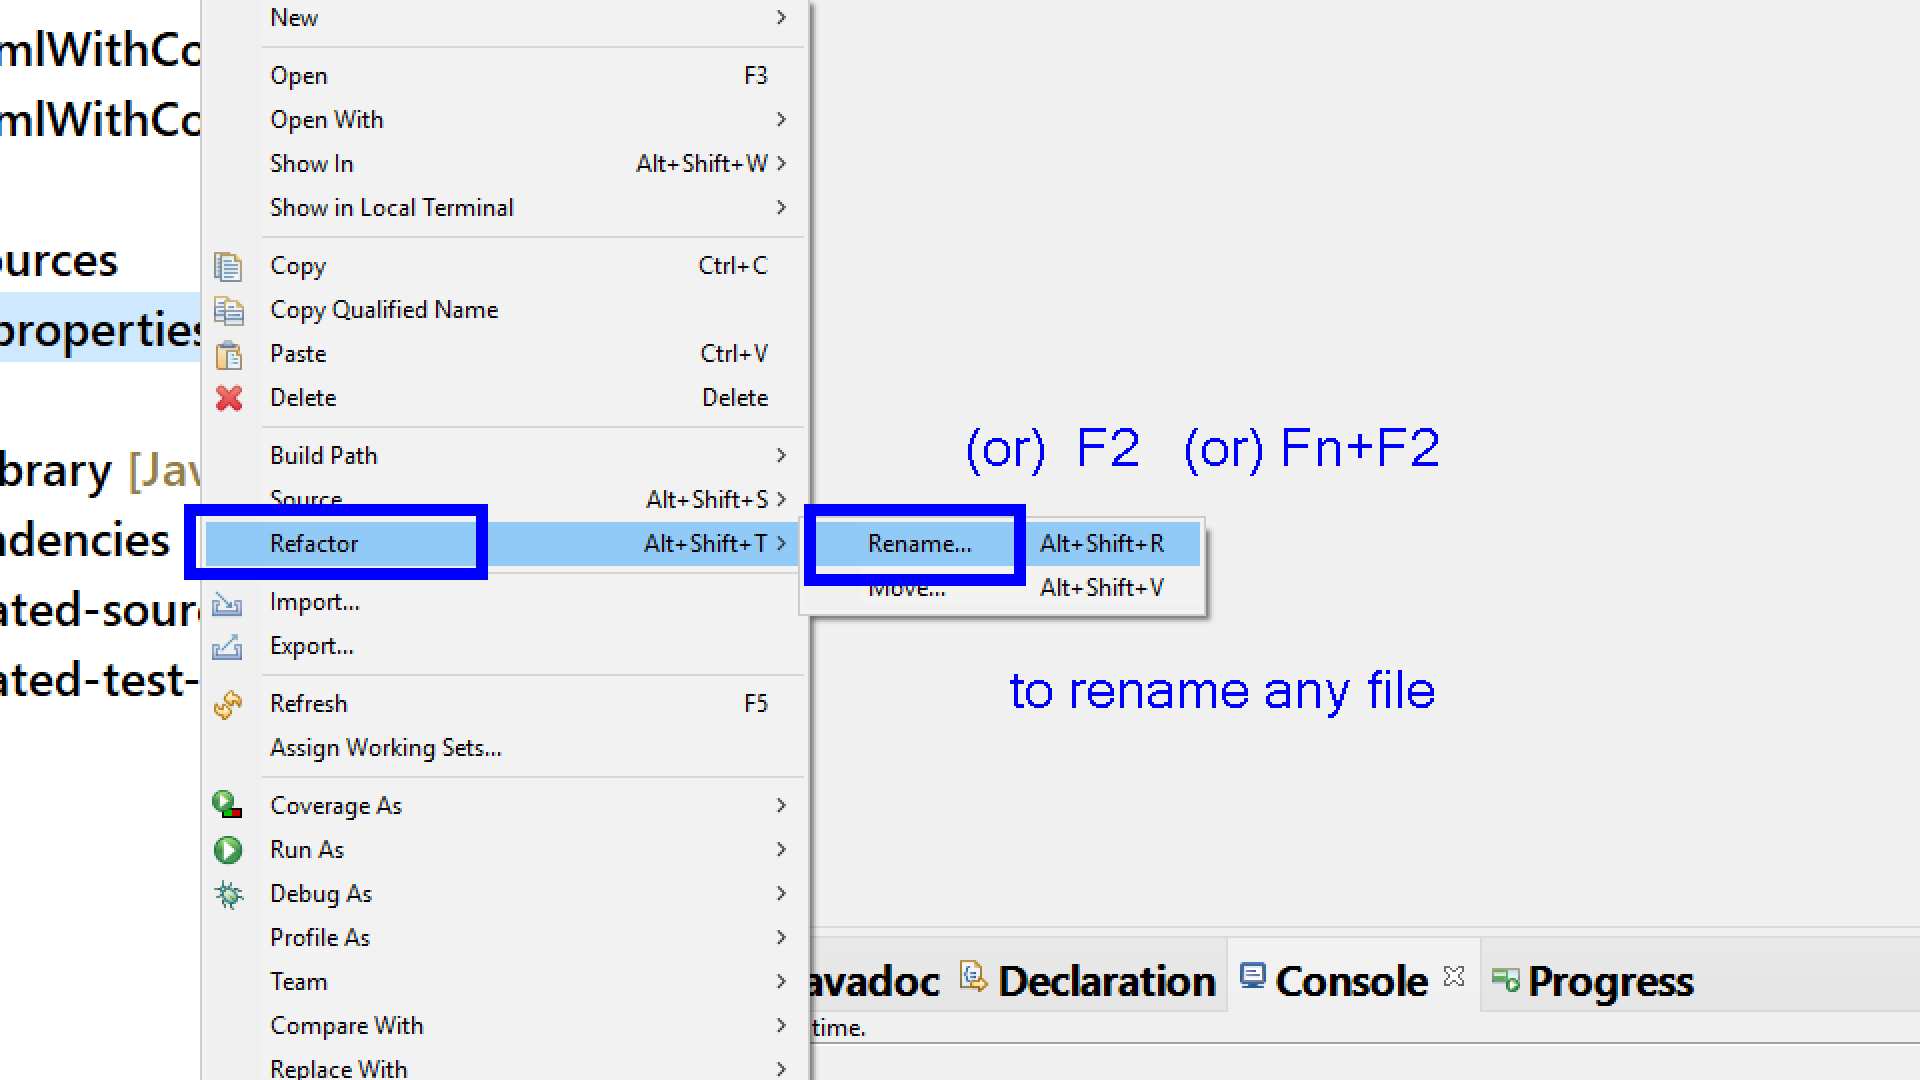 mlWithCo
mlWithCo
ources
properties
ibrary [Jav
ndencies
ated-sour
ated-test-
New
Open F3
Open With
Show In Alt+Shift+W
Show in Local Terminal
Copy Ctrl+C
Copy Qualified Name
Paste Ctrl+V
Delete Delete
Build Path
Source Alt+Shift+S
Refactor Alt+Shift+T
Import...
Export...
Refresh F5
Assign Working Sets...
Coverage As
Run As
Debug As
Profile As
Team
Compare With
Replace With
(or) F2 (or) Fn+F2
Rename... Alt+Shift+R
Move... Alt+Shift+V
to rename any file
avadoc Declaration Console Progress
time.